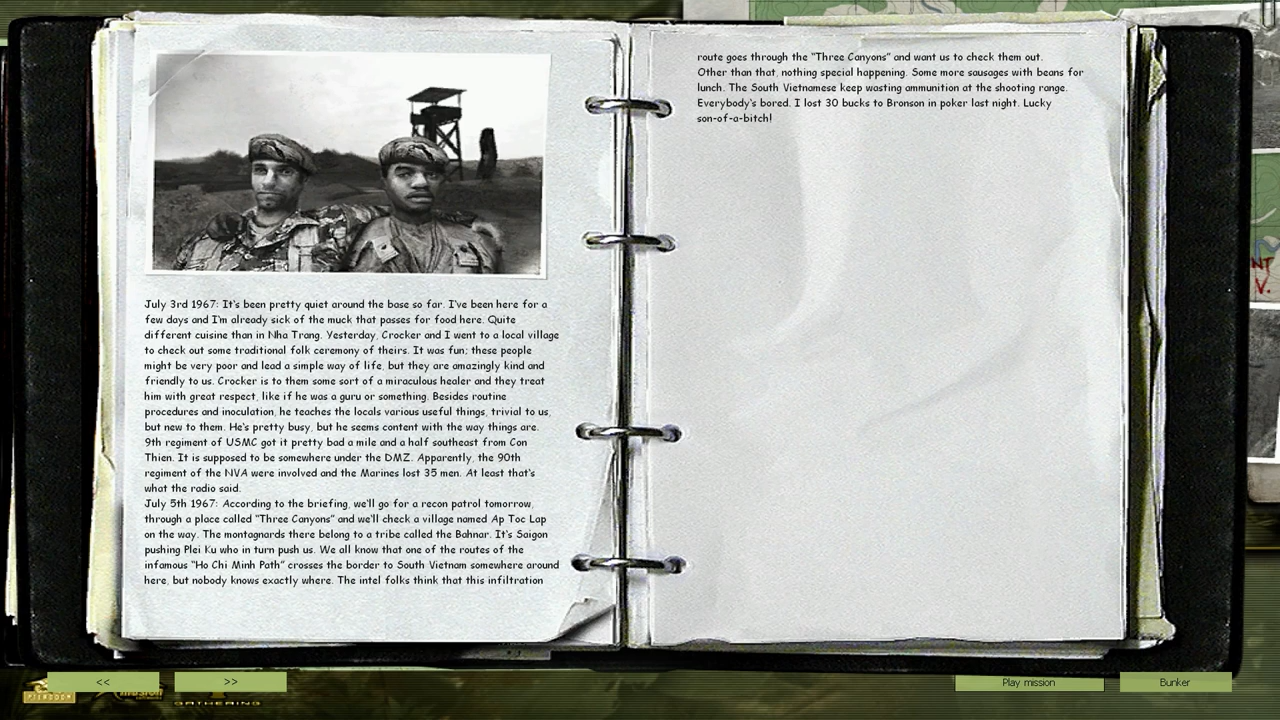 July 3rd 1967: It's been pretty quiet around the base so far. I've been here for a
few days and I'm already sick of the muck that passes for food here. Quite
different cuisine than in Nha Trang. Yesterday, Crocker and I went to a local village
to check out some traditional folk ceremony of theirs. It was fun; these people
might be very poor and lead a simple way of life, but they are amazingly kind and
friendly to us. Crocker is to them some sort of a miraculous healer and they treat
him with great respect, like if he was a guru or something. Besides routine
procedures and inoculation, he teaches the locals various useful things, trivial to us,
but new to them. He's pretty busy, but he seems content with the way things are.
9th regiment of USMC got it pretty bad a mile and a half southeast from Con
Thien. It is supposed to be somewhere under the DMZ. Apparently, the 90th
regiment of the NVA were involved and the Marines lost 35 men. At least that's
what the radio said.
July 5th 1967: According to the briefing, we'll go for a recon patrol tomorrow,
through a place called "Three Canyons" and we'll check a village named Ap Toc Lap
on the way. The montagnards there belong to a tribe called the Bahnar. It's Saigon
pushing Plei Ku who in turn push us. We all know that one of the routes of the
infamous "Ho Chi Minh Path" crosses the border to South Vietnam somewhere around
here, but nobody knows exactly where. The intel folks think that this infiltration
route goes through the "Three Canyons" and want us to check them out.
Other than that, nothing special happening. Some more sausages with beans for
lunch. The South Vietnamese keep wasting ammunition at the shooting range.
Everybody's bored. I lost 30 bucks to Bronson in poker last night. Lucky
son-of-a-bitch!
V.
<<
>>
GATHERING
Play mission
Bunker